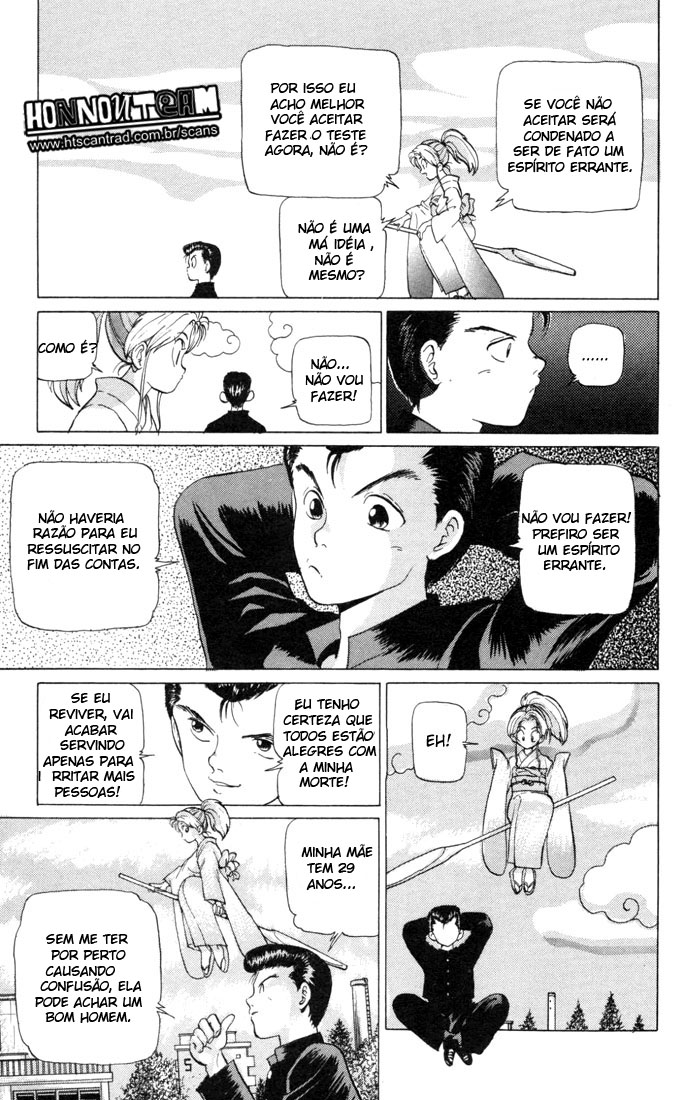 HONNOUTEAM
www.htscantrad.com.br/scans
SE VOCÊ NÃO
ACEITAR SERÁ
CONDENADO A
SER DE FATO UM
ESPÍRITO ERRANTE.
POR ISSO EU
ACHO MELHOR
VOCÊ ACEITAR
FAZER O TESTE
AGORA, NÃO É?
NÃO É UMA
MÁ IDÉIA ,
NÃO É
MESMO?
......
NÃO...
NÃO VOU
FAZER!
COMO É?
NÃO VOU FAZER!
PREFIRO SER
UM ESPÍRITO
ERRANTE.
NÃO HAVERIA
RAZÃO PARA EU
RESSUSCITAR NO
FIM DAS CONTAS.
EH!
EU TENHO
CERTEZA QUE
TODOS ESTÃO
ALEGRES COM
A MINHA
MORTE!
SE EU
REVIVER, VAI
ACABAR
SERVINDO
APENAS PARA
I RRITAR MAIS
PESSOAS!
MINHA MÃE
TEM 29
ANOS...
SEM ME TER
POR PERTO
CAUSANDO
CONFUSÃO, ELA
PODE ACHAR UM
BOM HOMEM.
S